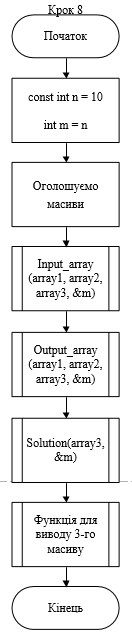 Крок 8
Початок
const int n = 10
int m = n
Оголошуємо
масиви
Input_array
(array1, array2,
array3, &m)
Output_array
(array1, array2,
array3, &m)
Solution(array3,
&m)
Функція для
виводу 3-го
масиву
Кінець